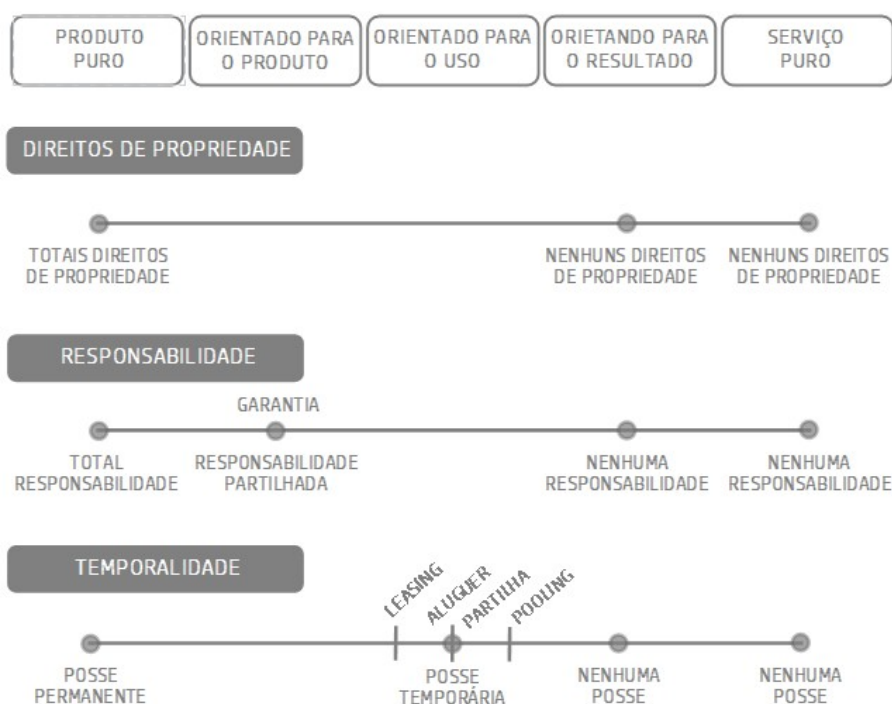 PRODUTO
PURO
ORIENTADO PARA
O PRODUTO
ORIENTADO PARA
O USO
ORIETANDO PARA
O RESULTADO
SERVIÇO
PURO
DIREITOS DE PROPRIEDADE
TOTAIS DIREITOS
DE PROPRIEDADE
NENHUNS DIREITOS
DE PROPRIEDADE
NENHUNS DIREITOS
DE PROPRIEDADE
RESPONSABILIDADE
GARANTIA
TOTAL
RESPONSABILIDADE
RESPONSABILIDADE
PARTILHADA
NENHUMA
RESPONSABILIDADE
NENHUMA
RESPONSABILIDADE
TEMPORALIDADE
LEASING
ALUGUER
PARTILHA
POOLING
POSSE
PERMANENTE
POSSE
TEMPORÁRIA
NENHUMA
POSSE
NENHUMA
POSSE